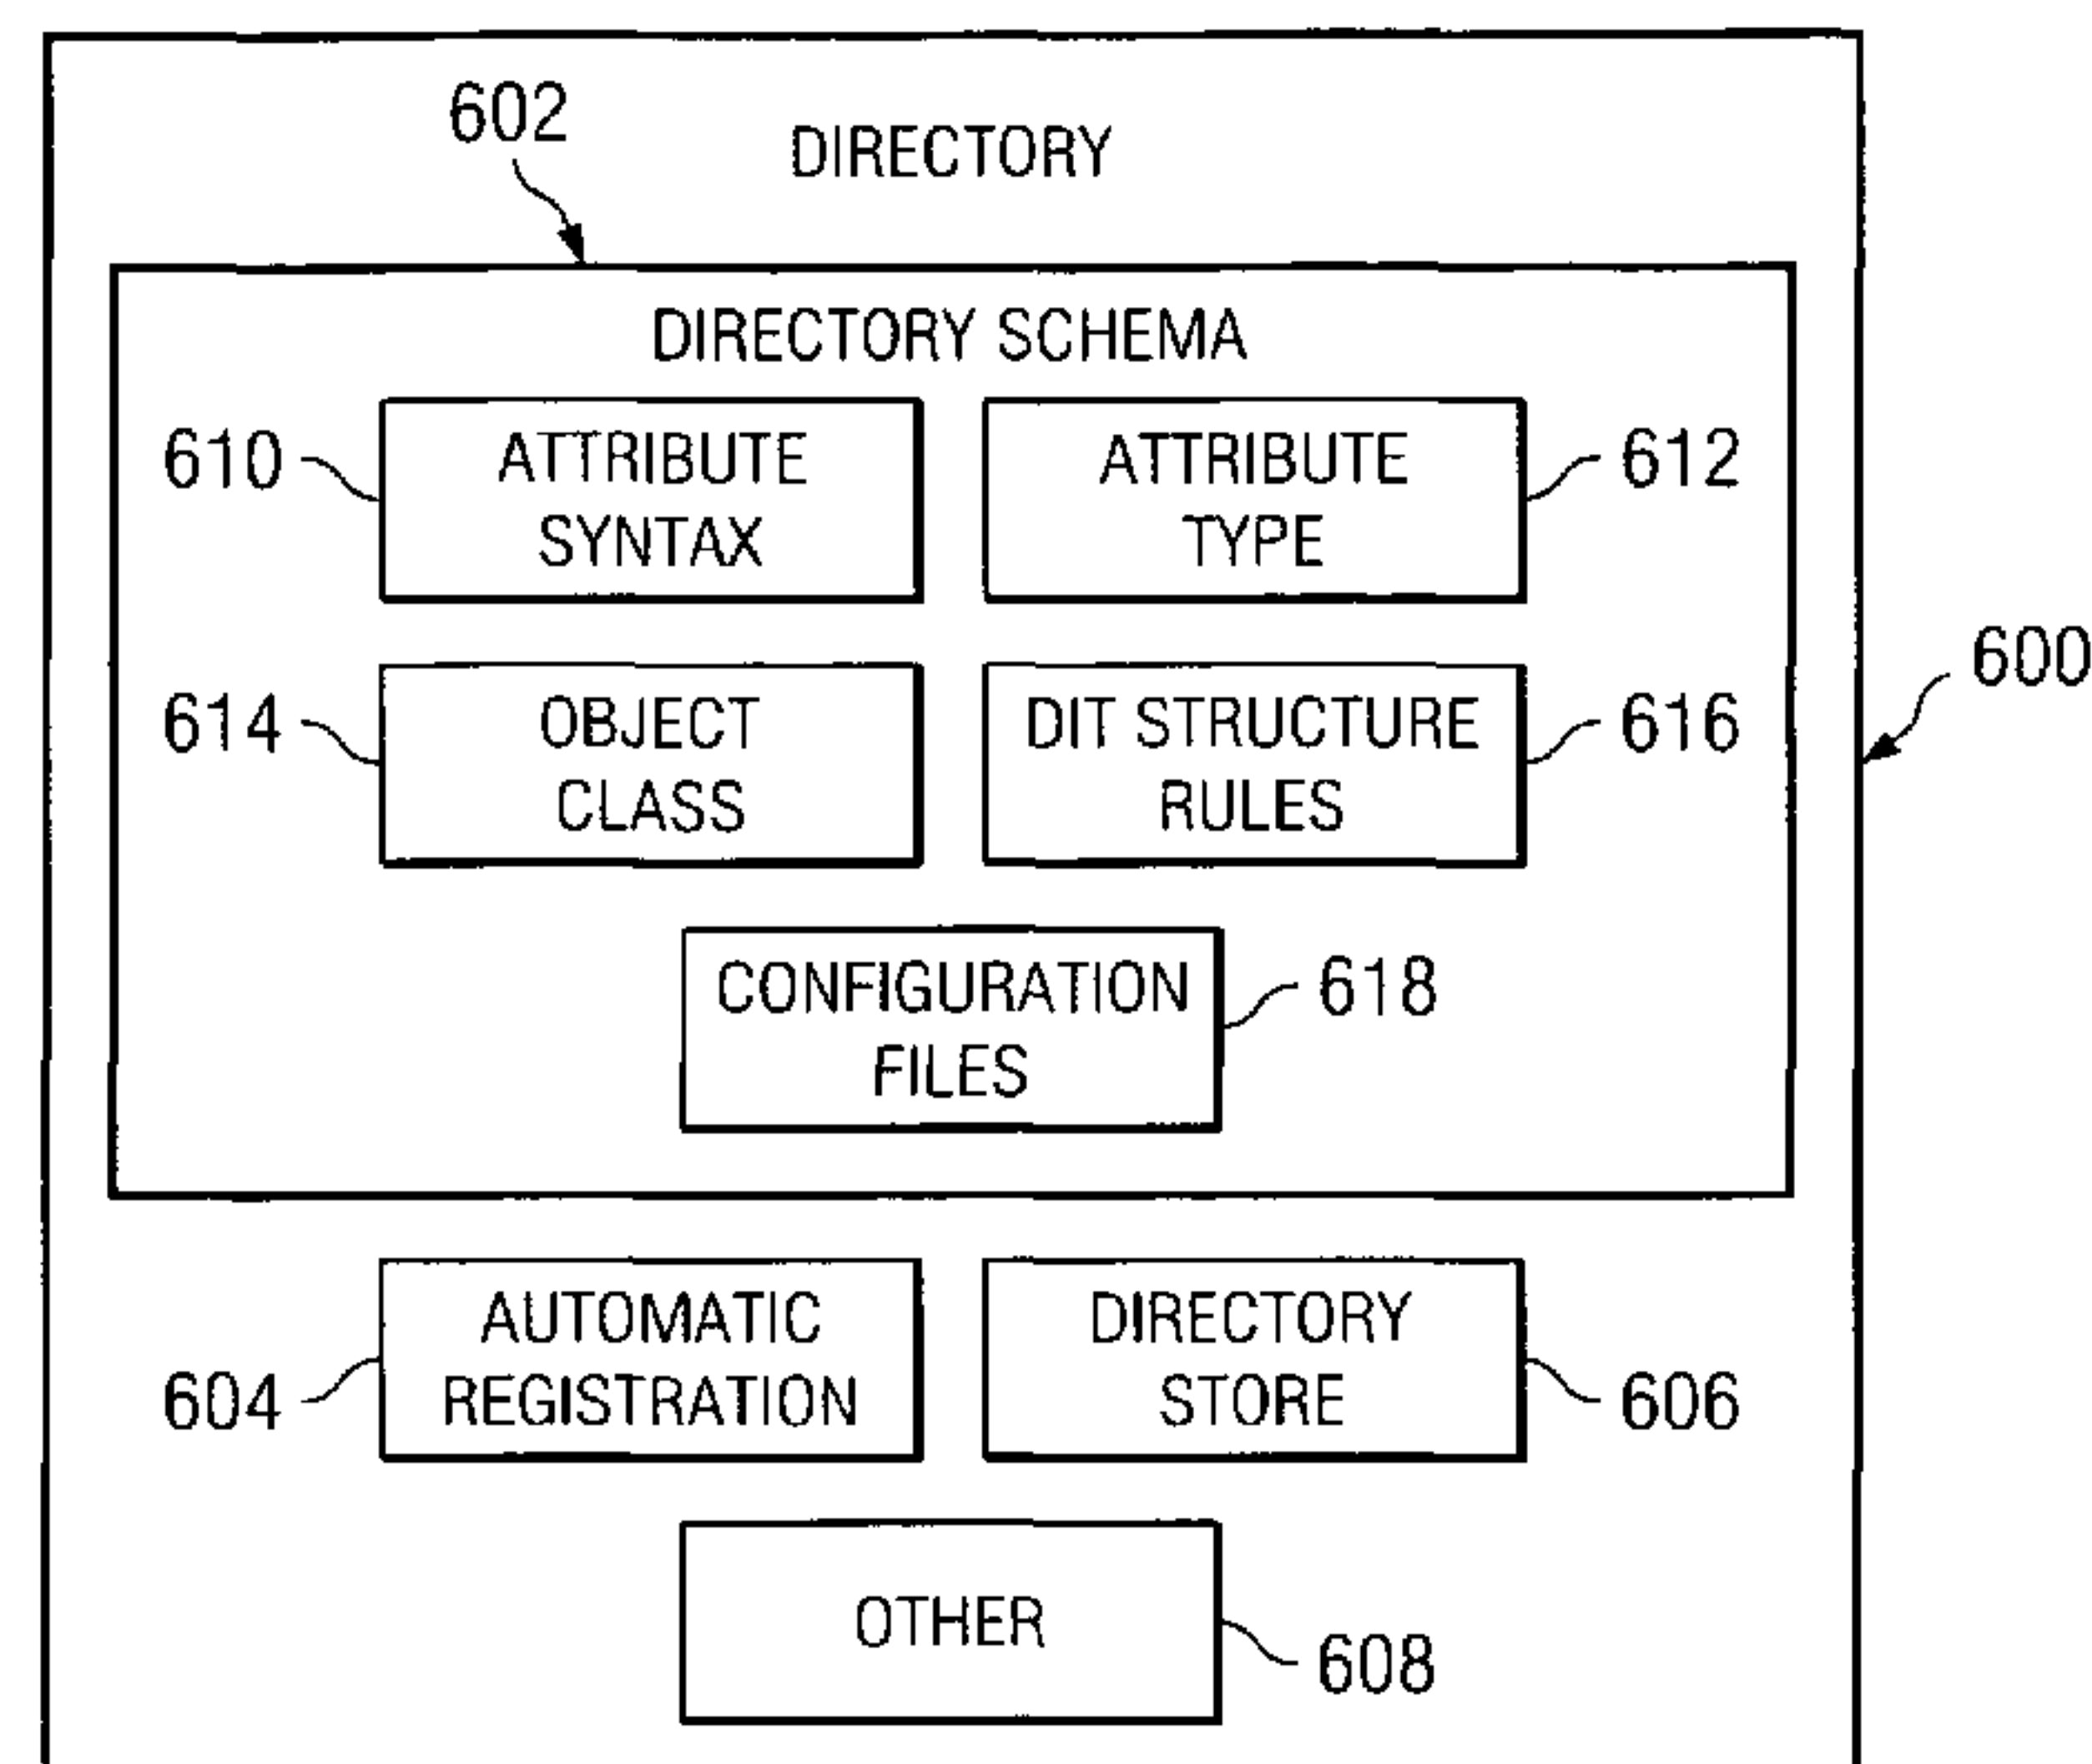 602
DIRECTORY
DIRECTORY SCHEMA
610
ATTRIBUTE
SYNTAX
ATTRIBUTE
TYPE
612
614
OBJECT
CLASS
DIT STRUCTURE
RULES
616
600
CONFIGURATION
FILES
618
604
AUTOMATIC
REGISTRATION
DIRECTORY
STORE
606
OTHER
608